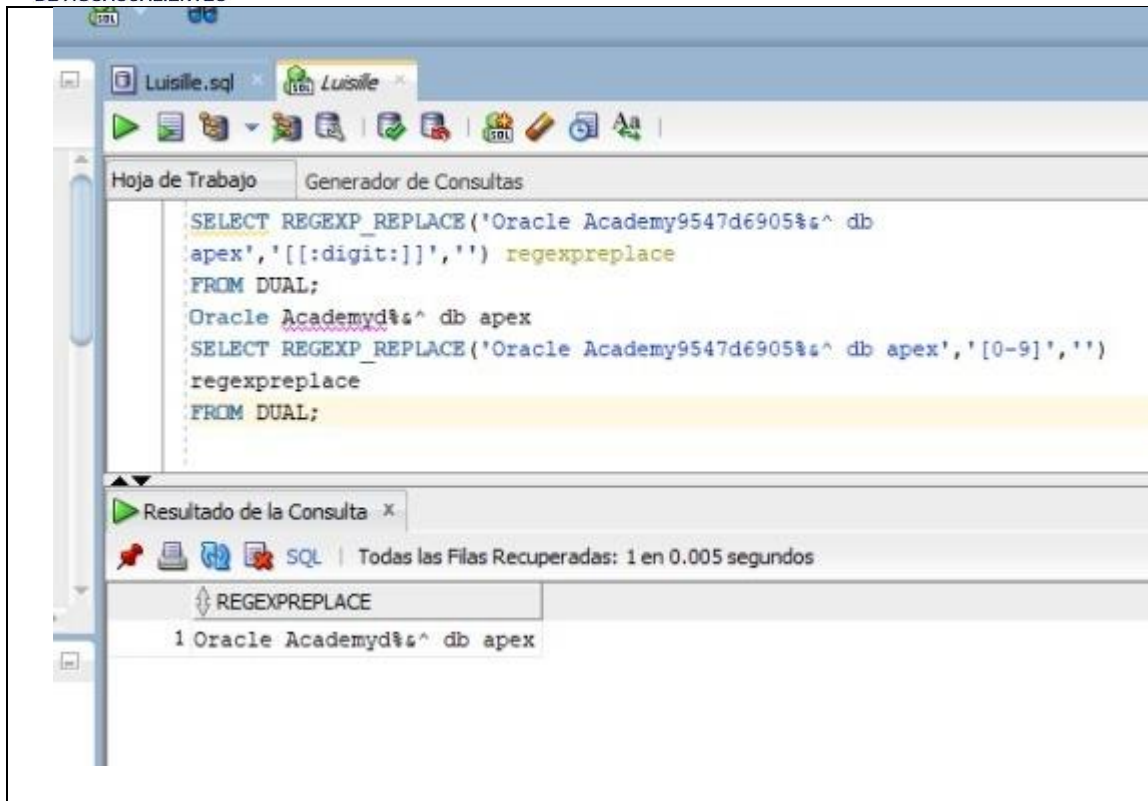 Luisille.sql
Luisille
Hoja de Trabajo
Generador de Consultas
SELECT REGEXP_REPLACE('Oracle Academy9547d6905%&^ db
apex','[[:digit:]]','') regexpreplace
FROM DUAL;
Oracle Academyd%&^ db apex
SELECT REGEXP_REPLACE('Oracle Academy9547d6905%&^ db apex','[0-9]','')
regexpreplace
FROM DUAL;
Resultado de la Consulta
SQL | Todas las Filas Recuperadas: 1 en 0.005 segundos
REGEXPREPLACE
1 Oracle Academyd%&^ db apex